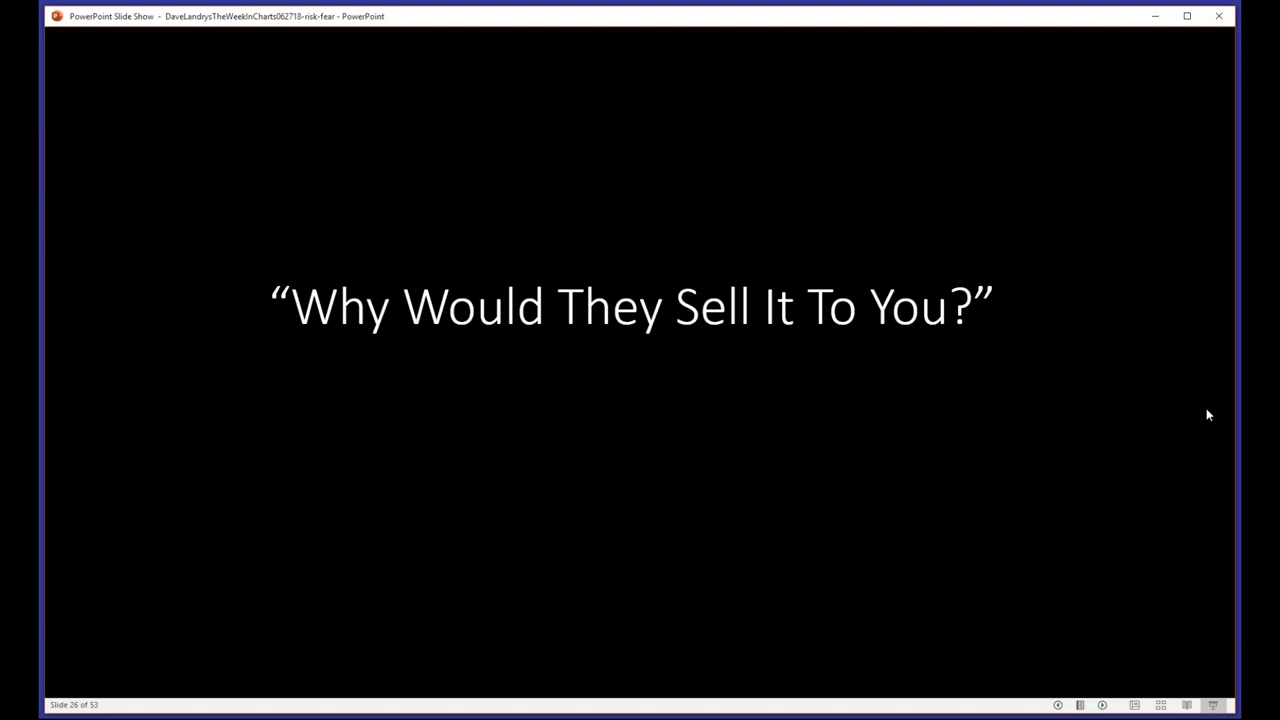 PowerPoint Slide Show - DaveLandrysTheWeekInCharts062718-risk-fear - PowerPoint
“Why Would They Sell It To You?”
Slide 26 of 53